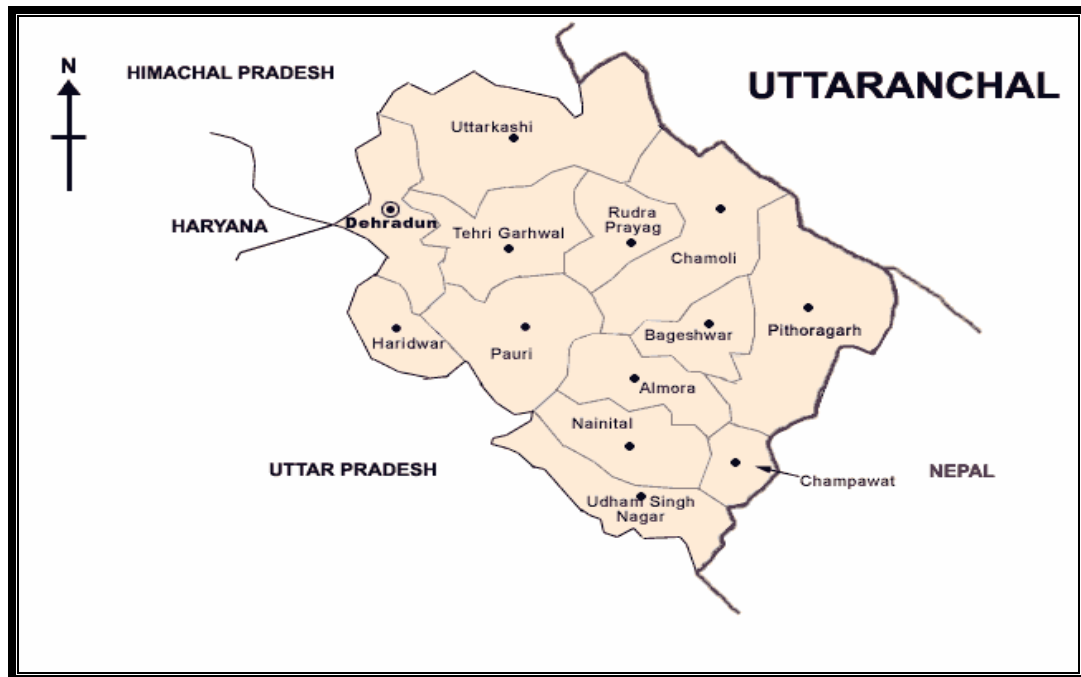 N
HIMACHAL PRADESH
UTTARANCHAL
Uttarkashi
HARYANA
Dehradun
Tehri Garhwal
Rudra
Prayag
Chamoli
Haridwar
Pauri
Bageshwar
Pithoragarh
Almora
Nainital
UTTAR PRADESH
NEPAL
Champawat
Udham Singh
Nagar